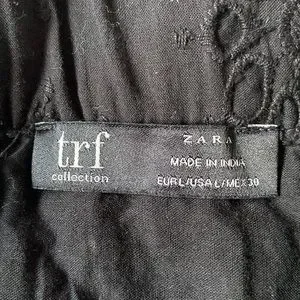 trf
collection
ZARA
MADE IN INDIA
EUR L/USA L/MEX 30